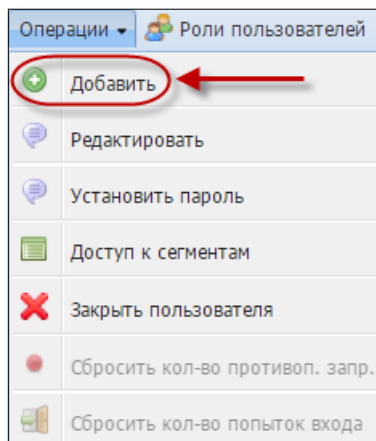 Операции Роли пользователей
Добавить
Редактировать
Установить пароль
Доступ к сегментам
Закрыть пользователя
Сбросить кол-во противоп. запр.
Сбросить кол-во попыток входа